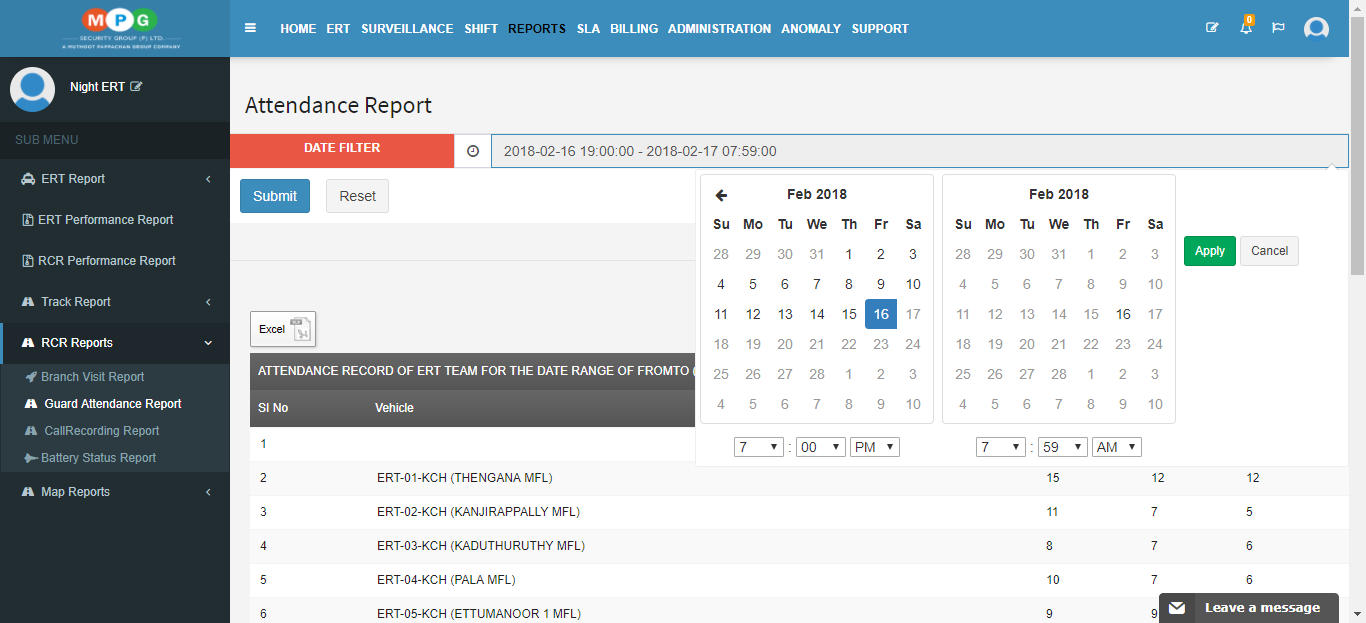 MPG
SECURITY GROUP (P) LTD.
A MUTHOOT PAPPACHAN GROUP COMPANY
HOME ERT SURVEILLANCE SHIFT REPORTS SLA BILLING ADMINISTRATION ANOMALY SUPPORT
0
Night ERT
SUB MENU
ERT Report
ERT Performance Report
RCR Performance Report
Track Report
RCR Reports
Branch Visit Report
Guard Attendance Report
CallRecording Report
Battery Status Report
Map Reports
Attendance Report
DATE FILTER
2018-02-16 19:00:00 - 2018-02-17 07:59:00
Submit Reset
Feb 2018
Su Mo Tu We Th Fr Sa
28 29 30 31 1 2 3
4 5 6 7 8 9 10
11 12 13 14 15 16 17
18 19 20 21 22 23 24
25 26 27 28 1 2 3
4 5 6 7 8 9 10
7 : 00 PM
Feb 2018
Su Mo Tu We Th Fr Sa
28 29 30 31 1 2 3
4 5 6 7 8 9 10
11 12 13 14 15 16 17
18 19 20 21 22 23 24
25 26 27 28 1 2 3
4 5 6 7 8 9 10
7 : 59 AM
Apply Cancel
Excel
ATTENDANCE RECORD OF ERT TEAM FOR THE DATE RANGE OF FROMTO (
Sl No Vehicle
1
2 ERT-01-KCH (THENGANA MFL) 15 12 12
3 ERT-02-KCH (KANJIRAPPALLY MFL) 11 7 5
4 ERT-03-KCH (KADUTHURUTHY MFL) 8 7 6
5 ERT-04-KCH (PALA MFL) 10 7 6
6 ERT-05-KCH (ETTUMANOOR 1 MFL) 9 9
Leave a message